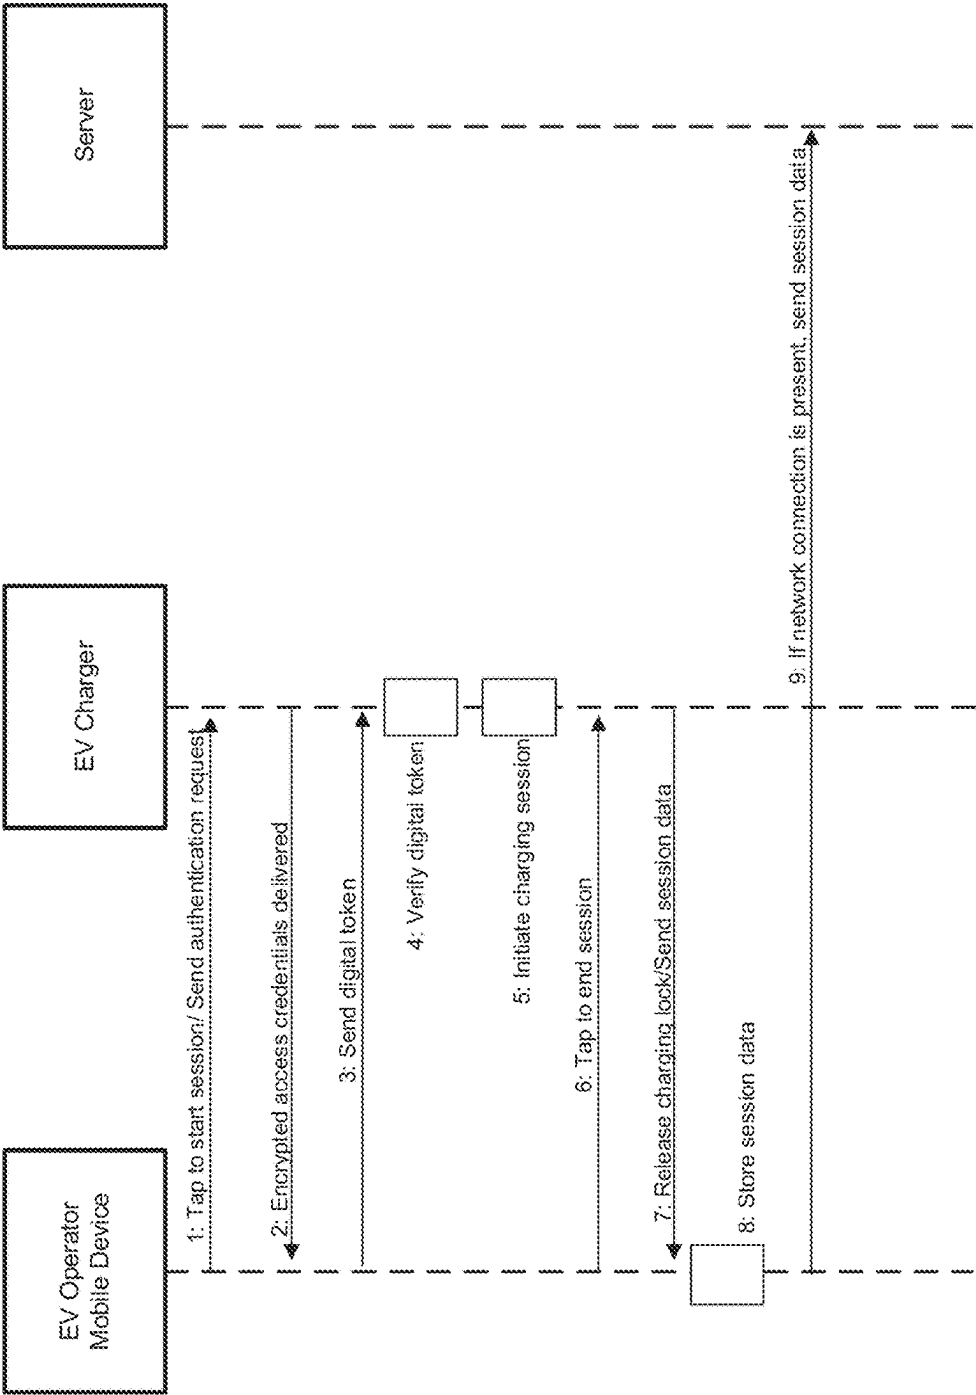 EV Operator
Mobile Device
EV Charger
Server
1: Tap to start session/ Send authentication request
2: Encrypted access credentials delivered
3: Send digital token
4: Verify digital token
5: Initiate charging session
6: Tap to end session
7: Release charging lock/Send session data
8: Store session data
9: If network connection is present, send session data